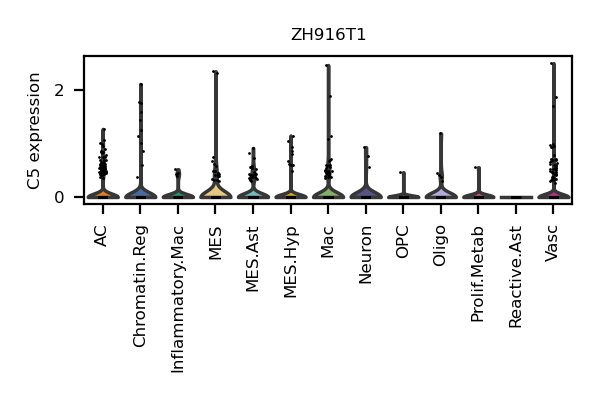 ZH916T1
C5 expression
2
0
AC
Chromatin.Reg
Inflammatory.Mac
MES
MES.Ast
MES.Hyp
Mac
Neuron
OPC
Oligo
Prolif.Metab
Reactive.Ast
Vasc